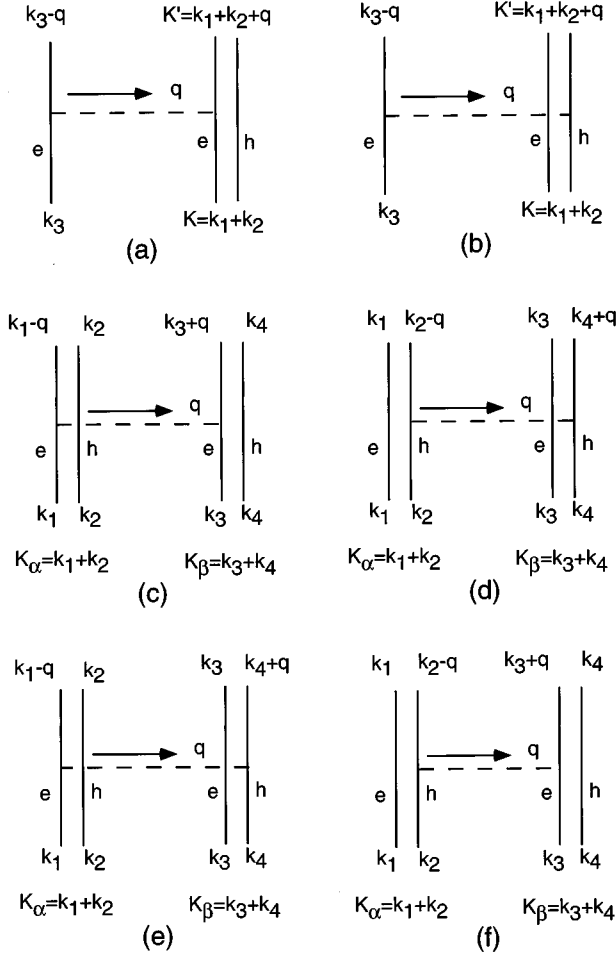 k₃-q K'=k₁+k₂+q
q
e e h
k₃ K=k₁+k₂
(a)
k₃-q K'=k₁+k₂+q
q
e e h
k₃ K=k₁+k₂
(b)
k₁-q k₂ k₃+q k₄
q
e h e h
k₁ k₂ k₃ k₄
Kα=k₁+k₂ Kβ=k₃+k₄
(c)
k₁ k₂-q k₃ k₄+q
q
e h e h
k₁ k₂ k₃ k₄
Kα=k₁+k₂ Kβ=k₃+k₄
(d)
k₁-q k₂ k₃ k₄+q
q
e h e h
k₁ k₂ k₃ k₄
Kα=k₁+k₂ Kβ=k₃+k₄
(e)
k₁ k₂-q k₃+q k₄
q
e h e h
k₁ k₂ k₃ k₄
Kα=k₁+k₂ Kβ=k₃+k₄
(f)